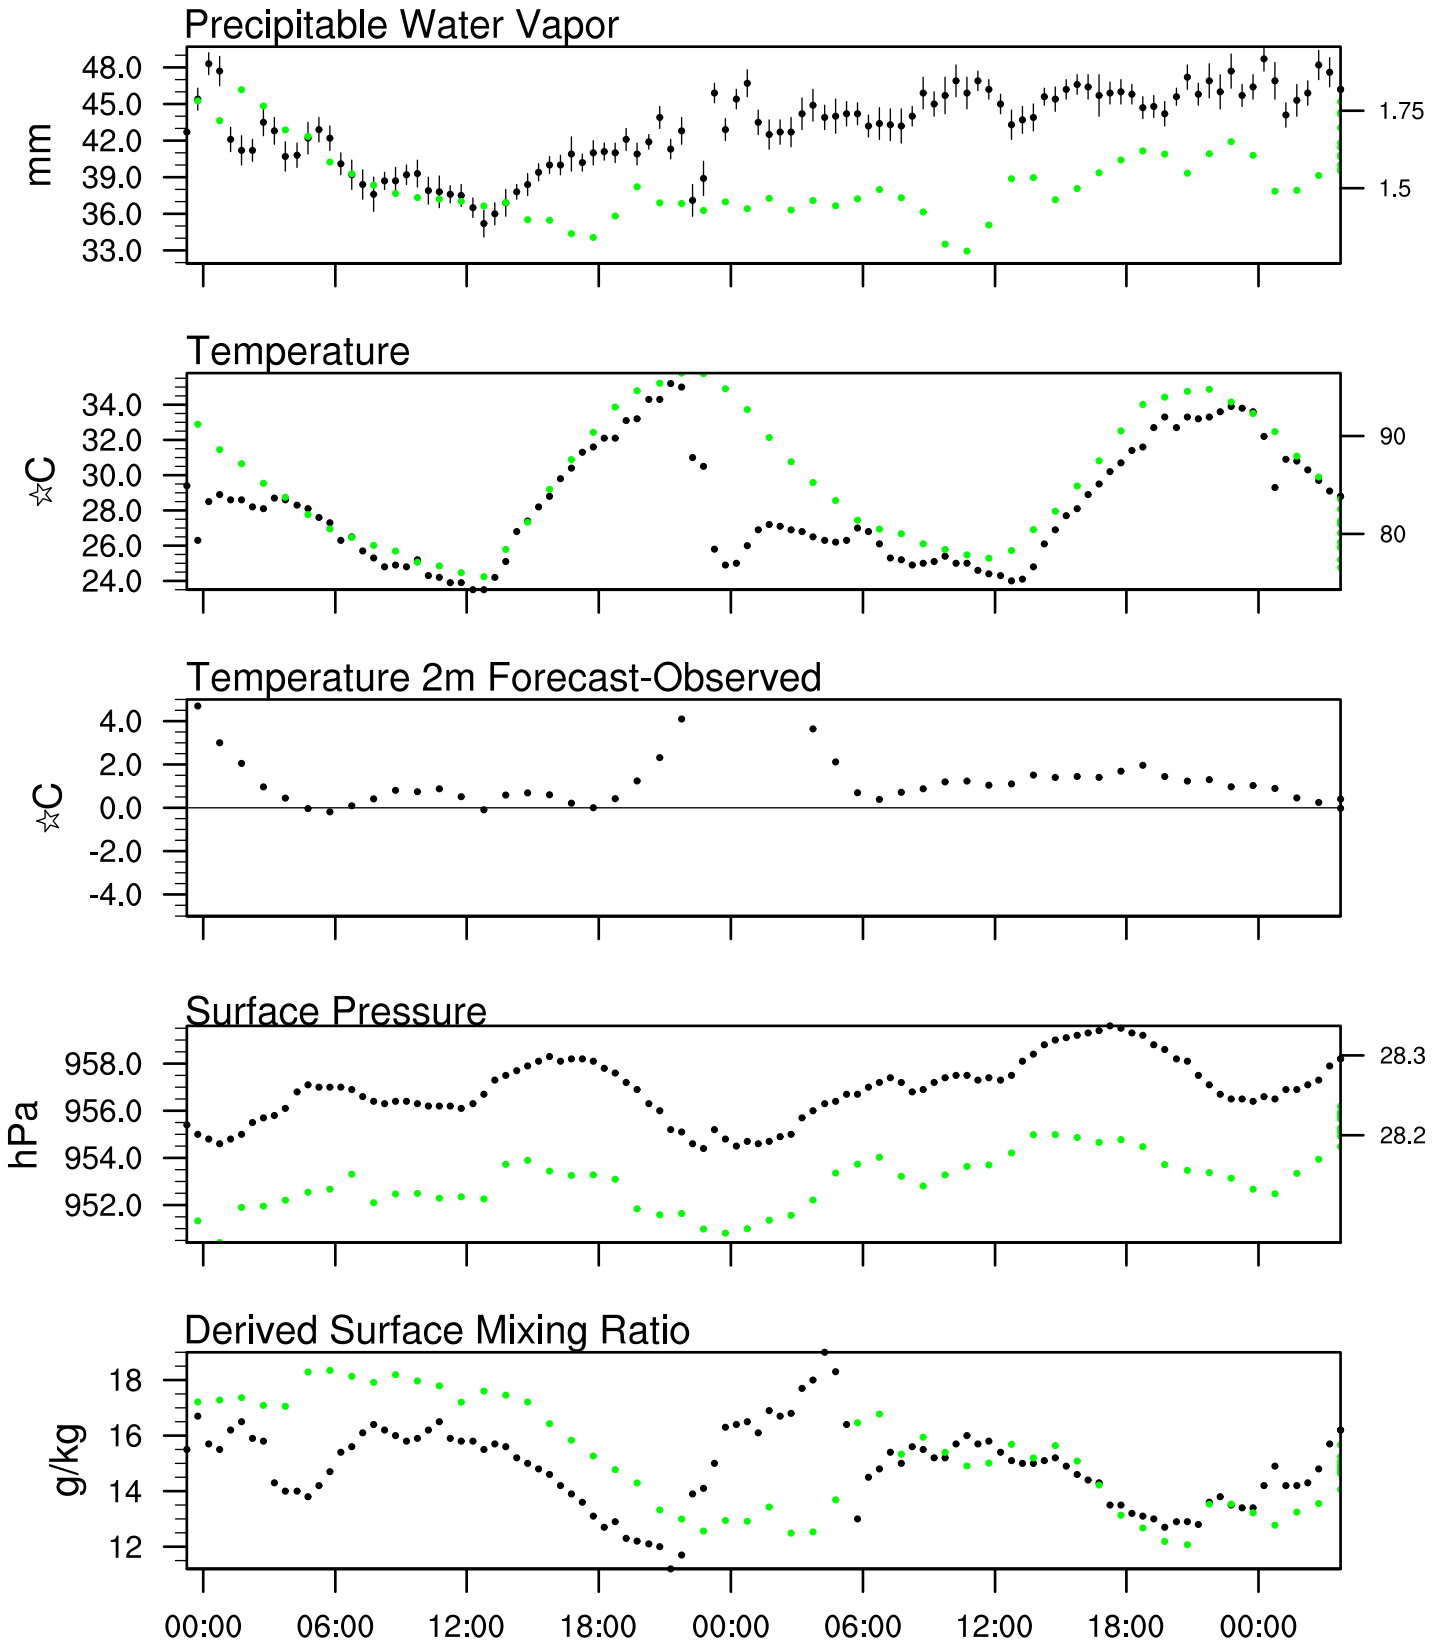 Precipitable Water Vapor
48.0
45.0
42.0
39.0
36.0
33.0
mm
1.75
1.5
Temperature
34.0
32.0
30.0
28.0
26.0
24.0
☆C
90
80
Temperature 2m Forecast-Observed
4.0
2.0
0.0
-2.0
-4.0
☆C
Surface Pressure
958.0
956.0
954.0
952.0
hPa
28.3
28.2
Derived Surface Mixing Ratio
18
16
14
12
g/kg
00:00 06:00 12:00 18:00 00:00 06:00 12:00 18:00 00:00